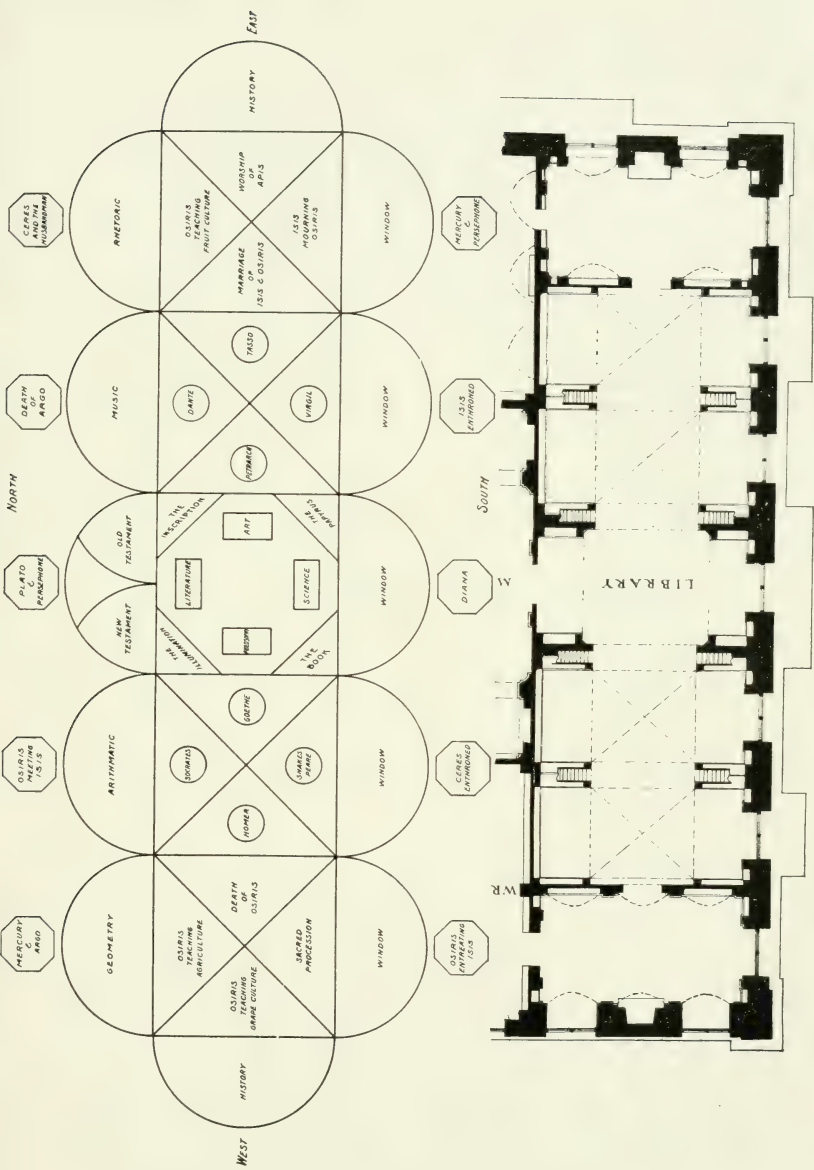 NORTH
EAST
WEST
SOUTH
MERCURY
&
ARGO
OSIRIS
MEETING
ISIS
PLATO
&
PERSEPHONE
DEATH
OF
ARGO
CERES
AND THE
HUSBANDMAN
GEOMETRY
ARITHMATIC
NEW
TESTAMENT
OLD
TESTAMENT
MUSIC
RHETORIC
HISTORY
OSIRIS
TEACHING
AGRICULTURE
DEATH
OF
OSIRIS
OSIRIS
TEACHING
GRAPE CULTURE
SACRED
PROCESSION
SOCRATES
GOETHE
HOMER
SHAKES
PEARE
THE
ILLUMINATION
LITERATURE
THE
INSCRIPTION
ART
SCIENCE
THE
BOOK
THE
PAPYRUS
DANTE
TASSO
PETRARCH
VIRGIL
OSIRIS
TEACHING
FRUIT CULTURE
WORSHIP
OF
APIS
MARRIAGE
OF
ISIS & OSIRIS
ISIS
MOURNING
OSIRIS
HISTORY
WINDOW
WINDOW
WINDOW
WINDOW
WINDOW
OSIRIS
ENTREATING
ISIS
CERES
ENTHRONED
DIANA
ISIS
ENTHRONED
MERCURY
&
PERSEPHONE
WR
M
LIBRARY